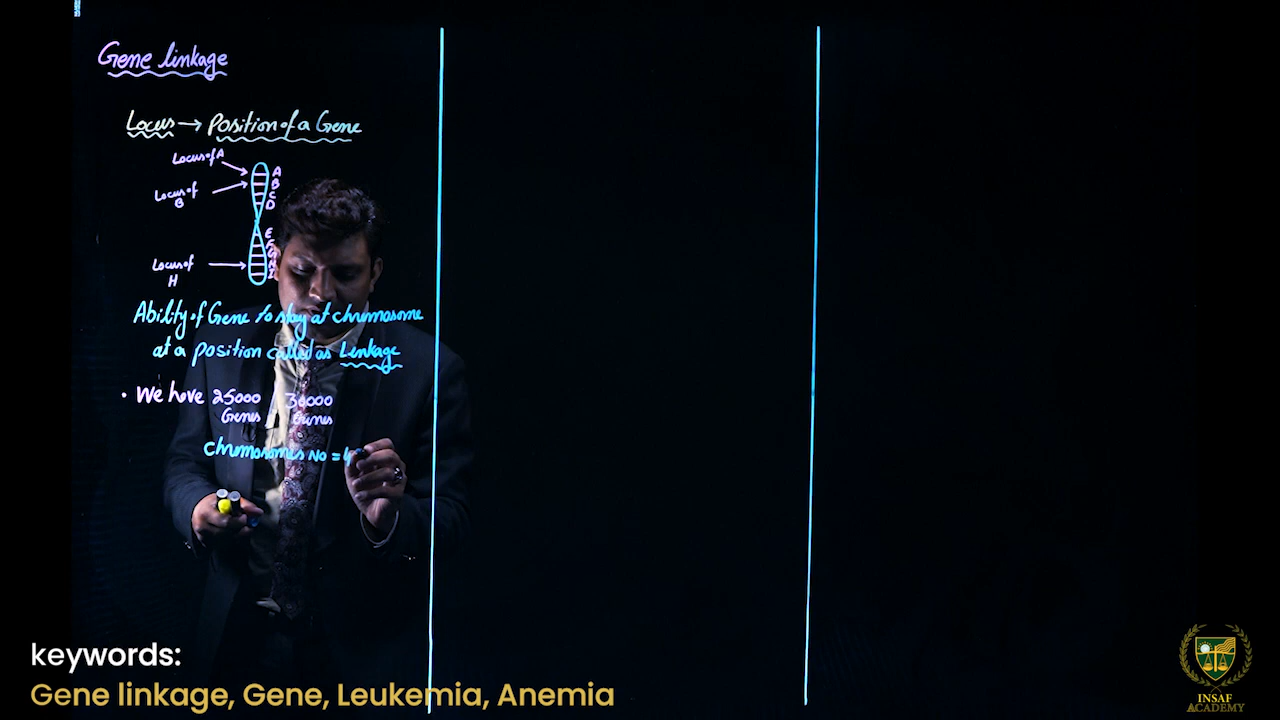 Gene linkage
Locus → Position of a Gene
Locus of A
A
Locus of
B
B
C
D
E
F
G
Locus of
H
H
I
Ability of Gene to stay at chromasome
at a position called as Linkage
• We have 25000 30000
Genes Genes
Chromosomes No = 4
keywords:
Gene linkage, Gene, Leukemia, Anemia
INSAF
ACADEMY